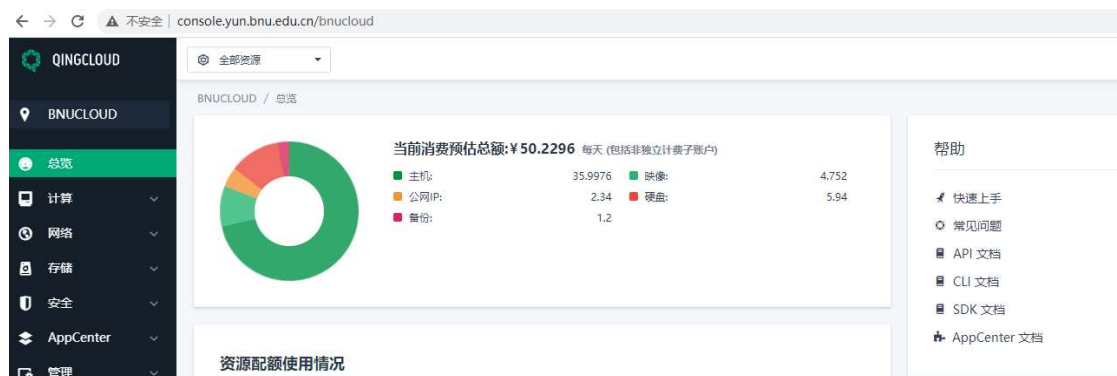 不安全 | console.yun.bnu.edu.cn/bnucloud
QINGCLOUD
全部资源
BNUCLOUD
BNUCLOUD / 总览
总览
计算
网络
存储
安全
AppCenter
管理
当前消费预估总额:¥50.2296 每天 (包括非独立计费子账户)
主机: 35.9976 映像: 4.752
公网IP: 2.34 硬盘: 5.94
备份: 1.2
资源配额使用情况
帮助
快速上手
常见问题
API 文档
CLI 文档
SDK 文档
AppCenter 文档